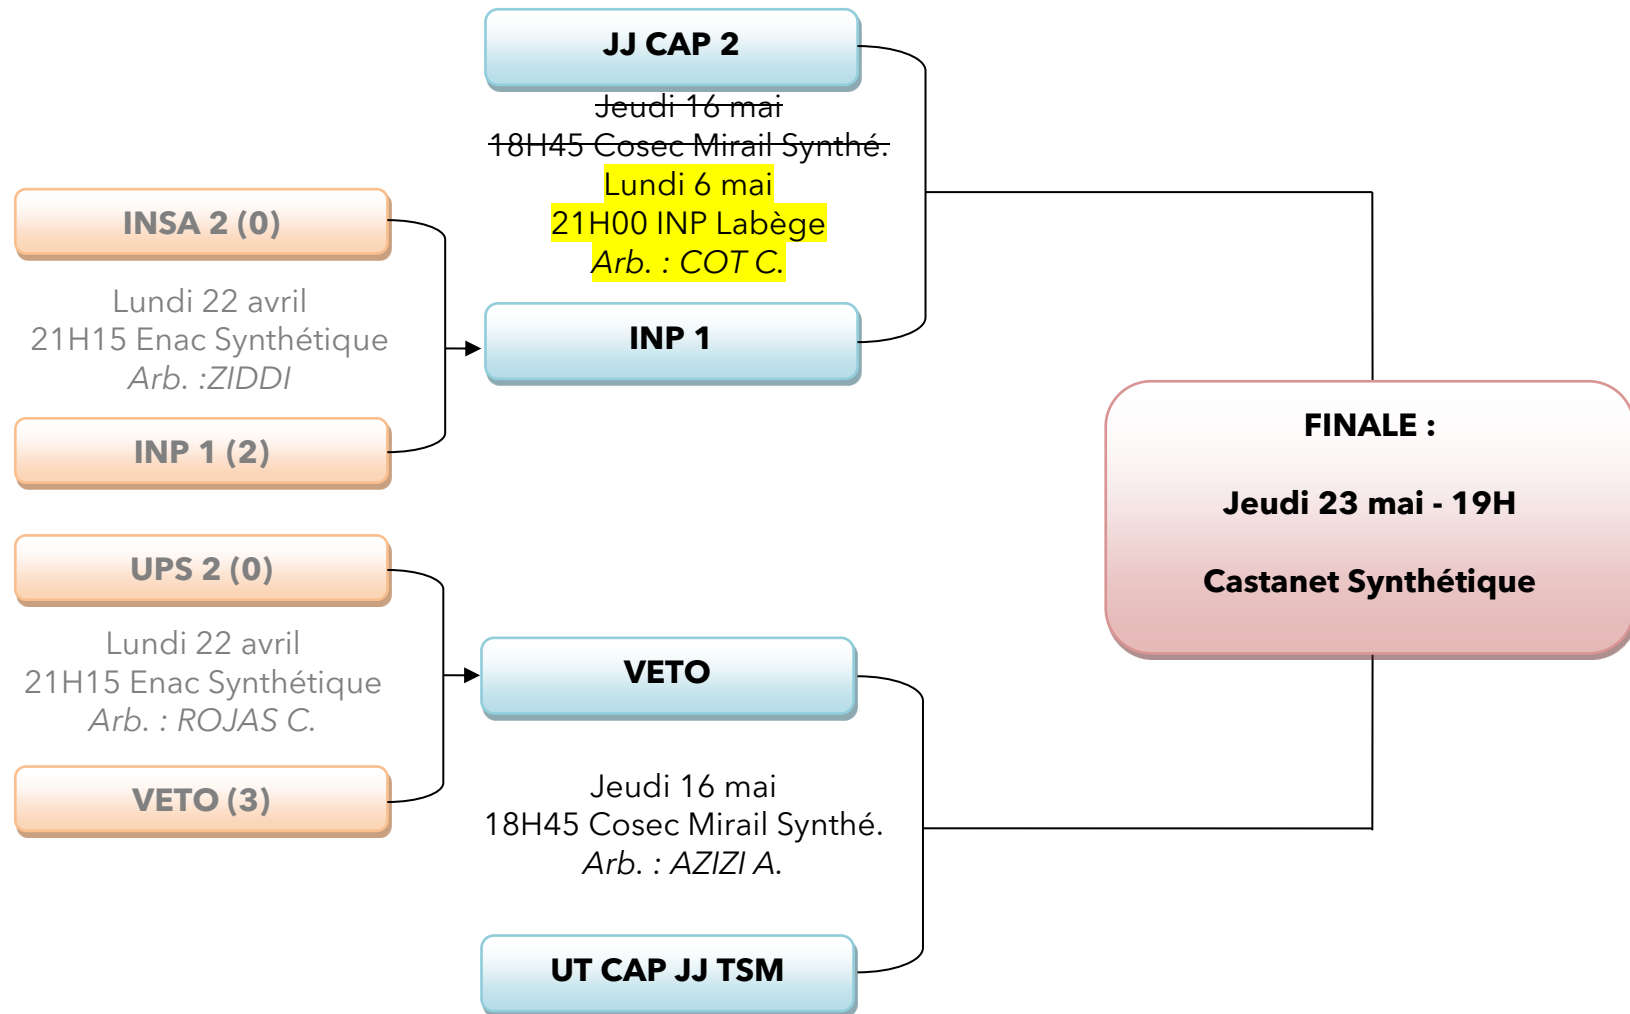 JJ CAP 2
Jeudi 16 mai
18H45 Cosec Mirail Synthé.
Lundi 6 mai
21H00 INP Labège
Arb. : COT C.
INP 1
INSA 2 (0)
Lundi 22 avril
21H15 Enac Synthétique
Arb. :ZIDDI
INP 1 (2)
UPS 2 (0)
Lundi 22 avril
21H15 Enac Synthétique
Arb. : ROJAS C.
VETO (3)
VETO
Jeudi 16 mai
18H45 Cosec Mirail Synthé.
Arb. : AZIZI A.
UT CAP JJ TSM
FINALE :
Jeudi 23 mai - 19H
Castanet Synthétique